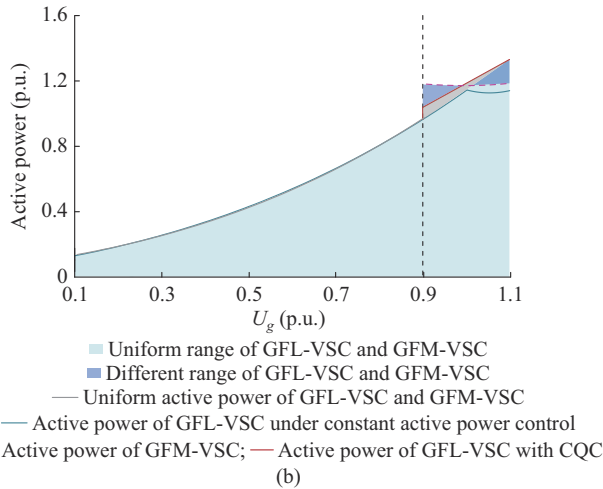 1.6
1.2
0.8
0.4
0
Active power (p.u.)
0.1 0.3 0.5 0.7 0.9 1.1
U_g (p.u.)
Uniform range of GFL-VSC and GFM-VSC
Different range of GFL-VSC and GFM-VSC
Uniform active power of GFL-VSC and GFM-VSC
Active power of GFL-VSC under constant active power control
Active power of GFM-VSC; Active power of GFL-VSC with CQC
(b)